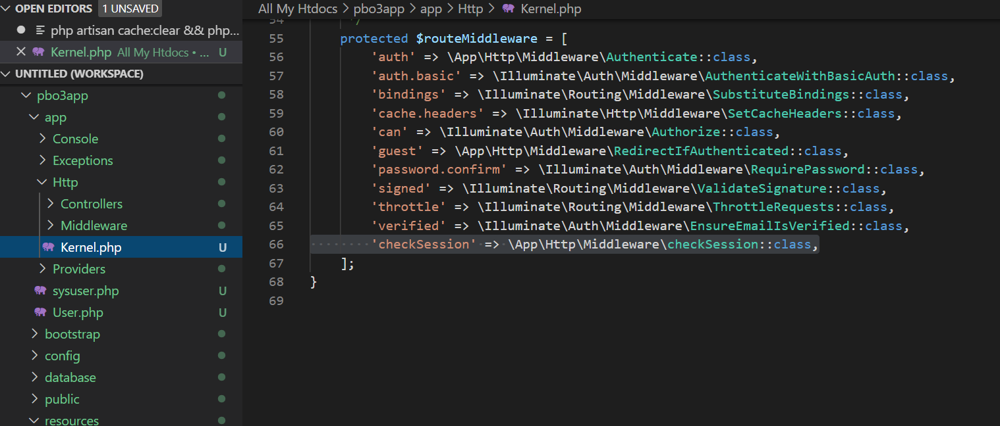 OPEN EDITORS 1 UNSAVED
php artisan cache:clear && php...
Kernel.php All My Htdocs • ... U
UNTITLED (WORKSPACE)
pbo3app
app
Console
Exceptions
Http
Controllers
Middleware
Kernel.php U
Providers
sysuser.php U
User.php U
bootstrap
config
database
public
resources
All My Htdocs > pbo3app > app > Http > Kernel.php
54 */
55 protected $routeMiddleware = [
56 'auth' => \App\Http\Middleware\Authenticate::class,
57 'auth.basic' => \Illuminate\Auth\Middleware\AuthenticateWithBasicAuth::class,
58 'bindings' => \Illuminate\Routing\Middleware\SubstituteBindings::class,
59 'cache.headers' => \Illuminate\Http\Middleware\SetCacheHeaders::class,
60 'can' => \Illuminate\Auth\Middleware\Authorize::class,
61 'guest' => \App\Http\Middleware\RedirectIfAuthenticated::class,
62 'password.confirm' => \Illuminate\Auth\Middleware\RequirePassword::class,
63 'signed' => \Illuminate\Routing\Middleware\ValidateSignature::class,
64 'throttle' => \Illuminate\Routing\Middleware\ThrottleRequests::class,
65 'verified' => \Illuminate\Auth\Middleware\EnsureEmailIsVerified::class,
66 'checkSession' => \App\Http\Middleware\checkSession::class,
67 ];
68 }
69